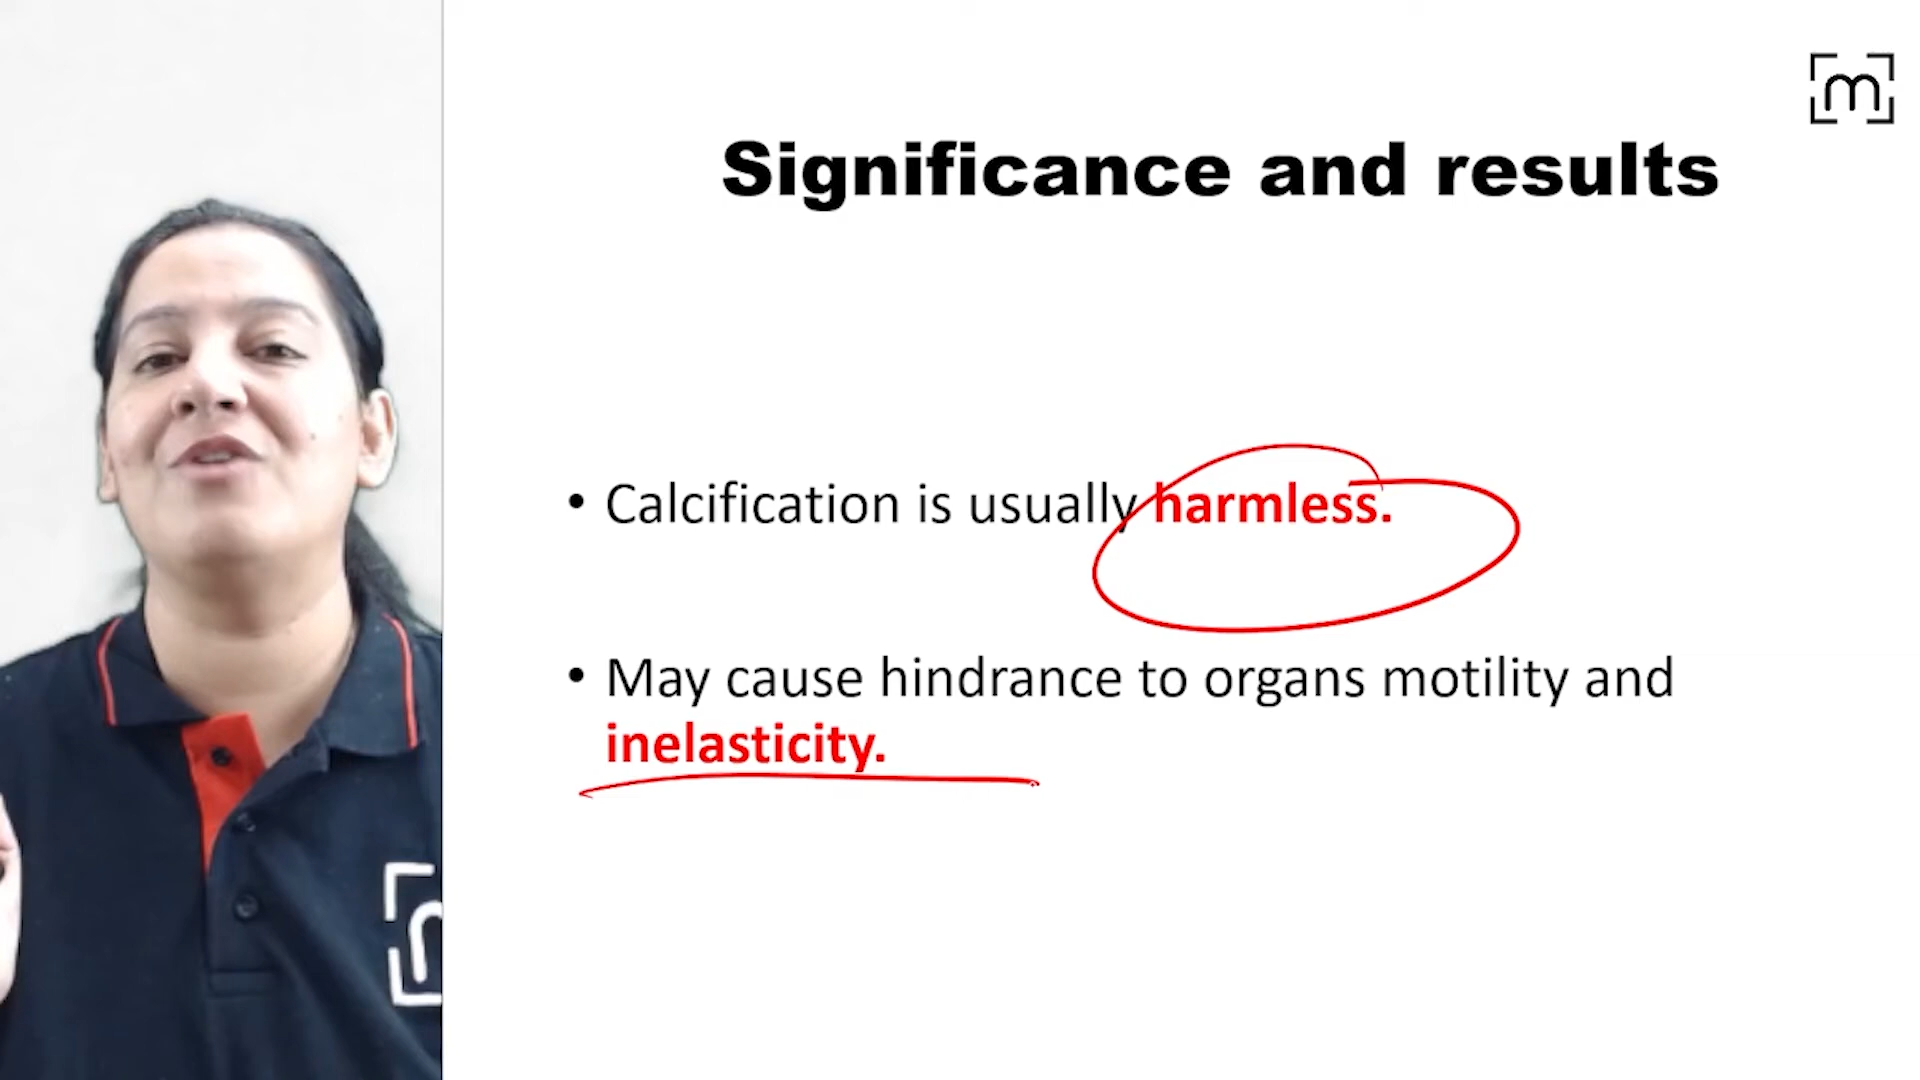 m
Significance and results
• Calcification is usually harmless.
• May cause hindrance to organs motility and
inelasticity.